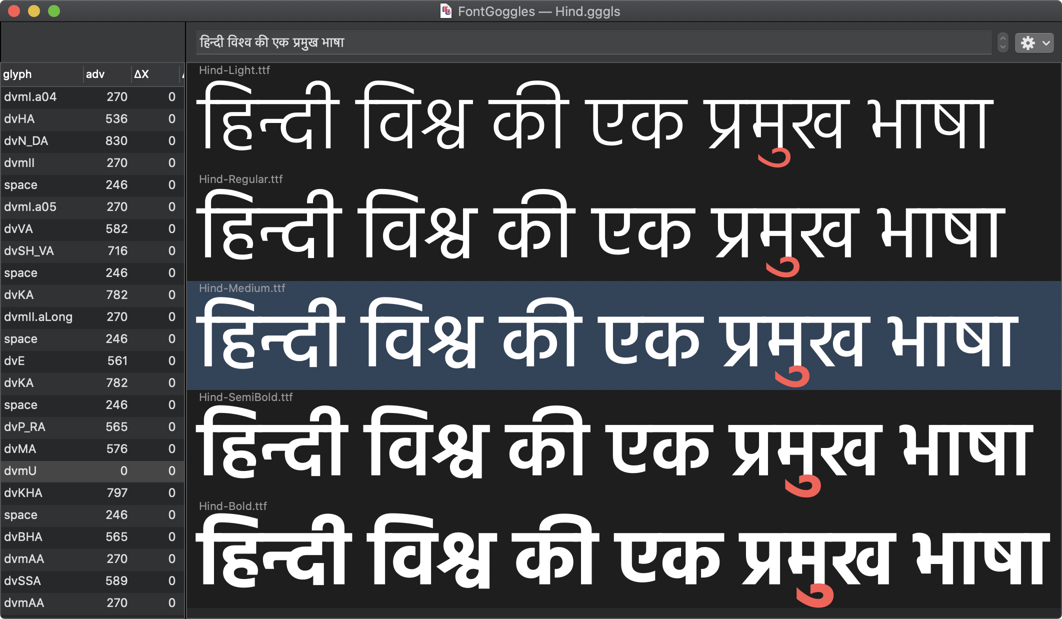 FontGoggles — Hind.gggls
हिन्दी विश्व की एक प्रमुख भाषा
glyph adv ΔX
dvmI.a04 270 0
dvHA 536 0
dvN_DA 830 0
dvmII 270 0
space 246 0
dvmI.a05 270 0
dvVA 582 0
dvSH_VA 716 0
space 246 0
dvKA 782 0
dvmII.aLong 270 0
space 246 0
dvE 561 0
dvKA 782 0
space 246 0
dvP_RA 565 0
dvMA 576 0
dvmU 0 0
dvKHA 797 0
space 246 0
dvBHA 565 0
dvmAA 270 0
dvSSA 589 0
dvmAA 270 0
Hind-Light.ttf
हिन्दी विश्व की एक प्रमुख भाषा
Hind-Regular.ttf
हिन्दी विश्व की एक प्रमुख भाषा
Hind-Medium.ttf
हिन्दी विश्व की एक प्रमुख भाषा
Hind-SemiBold.ttf
हिन्दी विश्व की एक प्रमुख भाषा
Hind-Bold.ttf
हिन्दी विश्व की एक प्रमुख भाषा